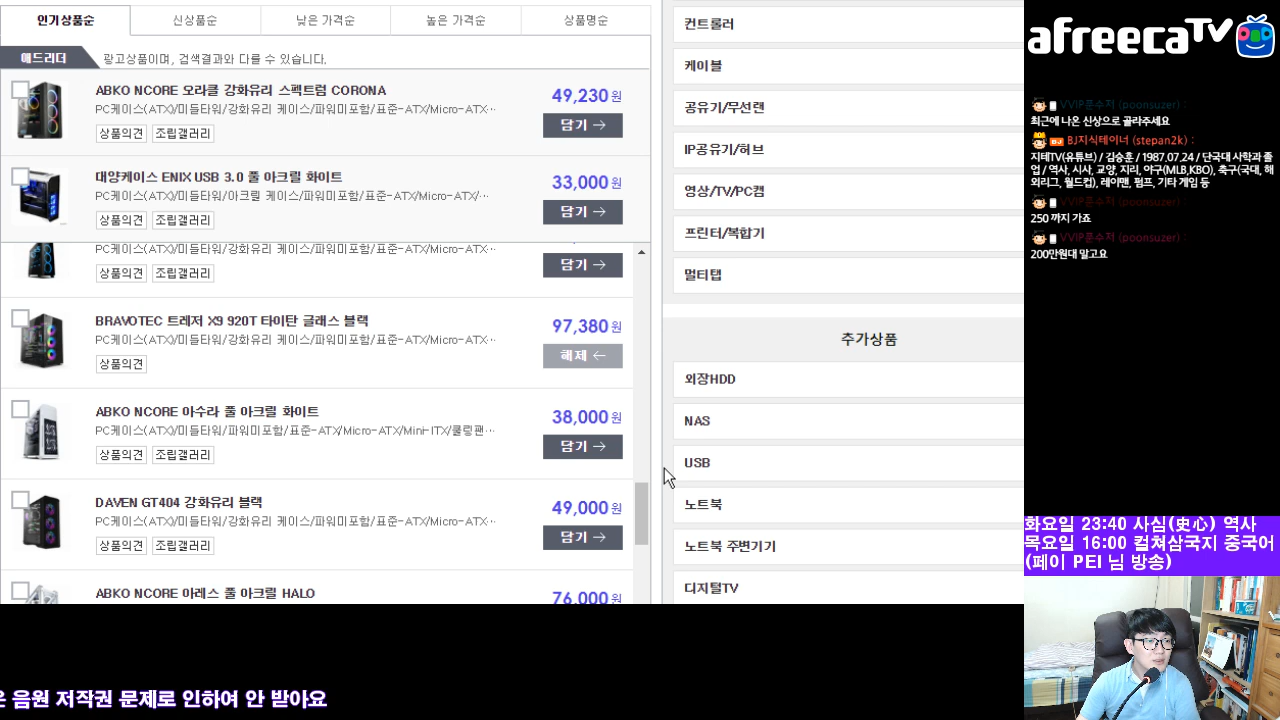 인기상품순
신상품순
낮은 가격순
높은 가격순
상품명순
애드리더
광고상품이며, 검색결과와 다를 수 있습니다.
ABKO NCORE 오라클 강화유리 스펙트럼 CORONA
PC케이스(ATX)/미들타워/강화유리 케이스/파워미포함/표준-ATX/Micro-ATX…
상품의견 조립갤러리
49,230원
담기 →
대양케이스 ENIX USB 3.0 풀 아크릴 화이트
PC케이스(ATX)/미들타워/아크릴 케이스/파워미포함/표준-ATX/Micro-ATX/…
상품의견 조립갤러리
33,000원
담기 →
PC케이스(ATX)/미들타워/강화유리 케이스/파워미포함/표준-ATX/Micro-ATX…
상품의견 조립갤러리
담기 →
BRAVOTEC 트레저 X9 920T 타이탄 글래스 블랙
PC케이스(ATX)/미들타워/강화유리 케이스/파워미포함/표준-ATX/Micro-ATX…
상품의견
97,380원
해제 ←
ABKO NCORE 아수라 풀 아크릴 화이트
PC케이스(ATX)/미들타워/파워미포함/표준-ATX/Micro-ATX/Mini-ITX/쿨링팬…
상품의견 조립갤러리
38,000원
담기 →
DAVEN GT404 강화유리 블랙
PC케이스(ATX)/미들타워/강화유리 케이스/파워미포함/표준-ATX/Micro-ATX…
상품의견 조립갤러리
49,000원
담기 →
ABKO NCORE 아레스 풀 아크릴 HALO
76,000원
컨트롤러
케이블
공유기/무선랜
IP공유기/허브
영상/TV/PC캠
프린터/복합기
멀티탭
추가상품
외장HDD
NAS
USB
노트북
노트북 주변기기
디지털TV
afreecaTV
VVIP푼수저 (poonsuzer) :
최근에 나온 신상으로 골라주세요
BJ지식테이너 (stepan2k) :
지테TV(유튜브) / 김승훈 / 1987.07.24 / 단국대 사학과 졸
업 / 역사, 시사, 교양, 지리, 야구(MLB,KBO), 축구(국대, 해
외리그, 월드컵), 레이맨, 펌프, 기타 게임 등
VVIP푼수저 (poonsuzer) :
250 까지 가죠
VVIP푼수저 (poonsuzer) :
200만원대 말고요
화요일 23:40 사심(史心) 역사
목요일 16:00 컬쳐삼국지 중국어
(페이 PEI 님 방송)
은 음원 저작권 문제로 인하여 안 받아요